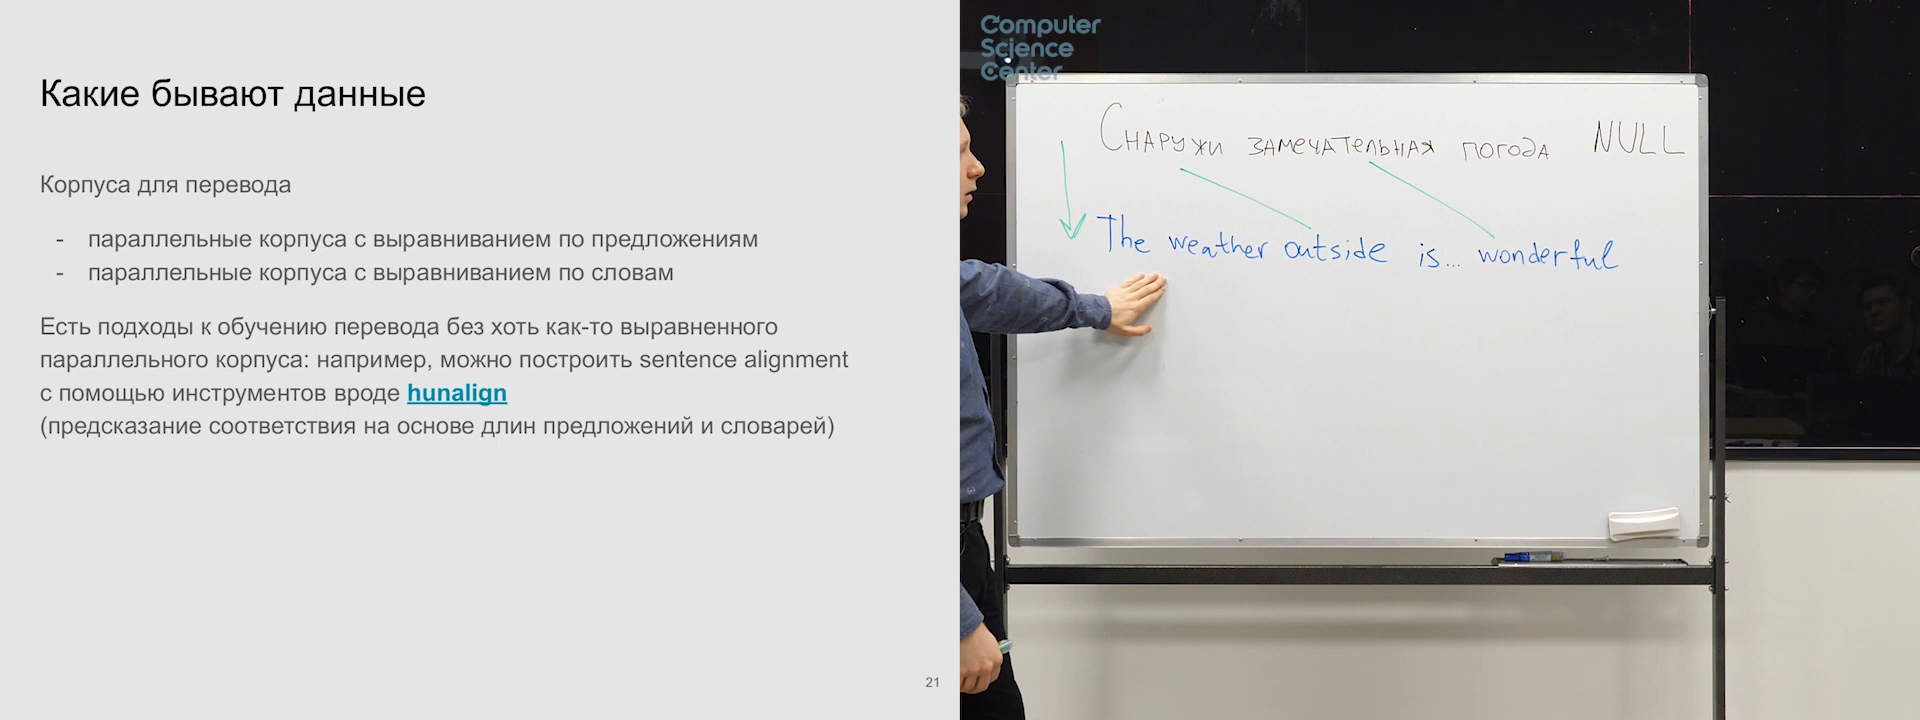 Какие бывают данные
Корпуса для перевода
- параллельные корпуса с выравниванием по предложениям
- параллельные корпуса с выравниванием по словам
Есть подходы к обучению перевода без хоть как-то выравненного
параллельного корпуса: например, можно построить sentence alignment
с помощью инструментов вроде hunalign
(предсказание соответствия на основе длин предложений и словарей)
21
Computer
Science
Center
Снаружи замечательная погода NULL
The weather outside is... wonderful